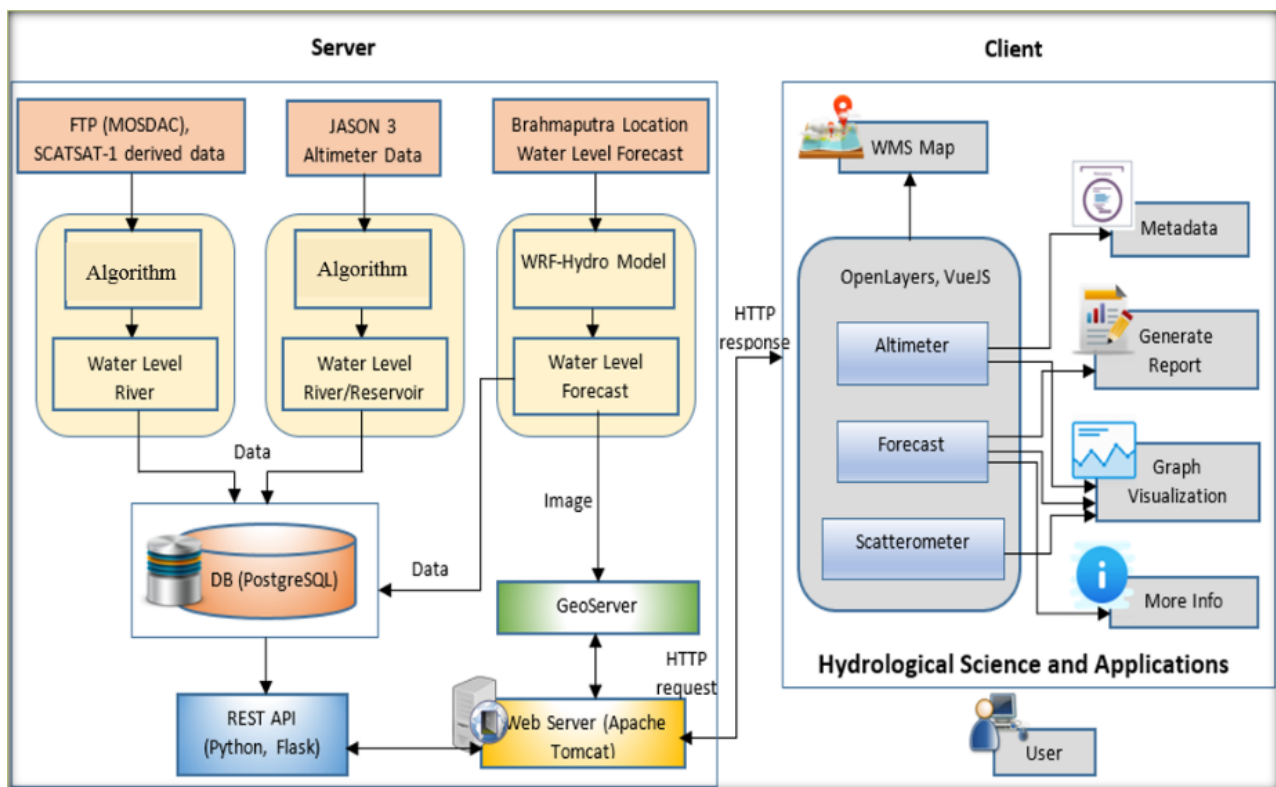 Server
Client
FTP (MOSDAC),
SCATSAT-1 derived data
JASON 3
Altimeter Data
Brahmaputra Location
Water Level Forecast
Algorithm
Algorithm
WRF-Hydro Model
Water Level
River
Water Level
River/Reservoir
Water Level
Forecast
Data
Image
Data
DB (PostgreSQL)
GeoServer
HTTP
request
REST API
(Python, Flask)
Web Server (Apache
Tomcat)
HTTP
response
WMS Map
OpenLayers, VueJS
Altimeter
Forecast
Scatterometer
Metadata
Generate
Report
Graph
Visualization
More Info
Hydrological Science and Applications
User